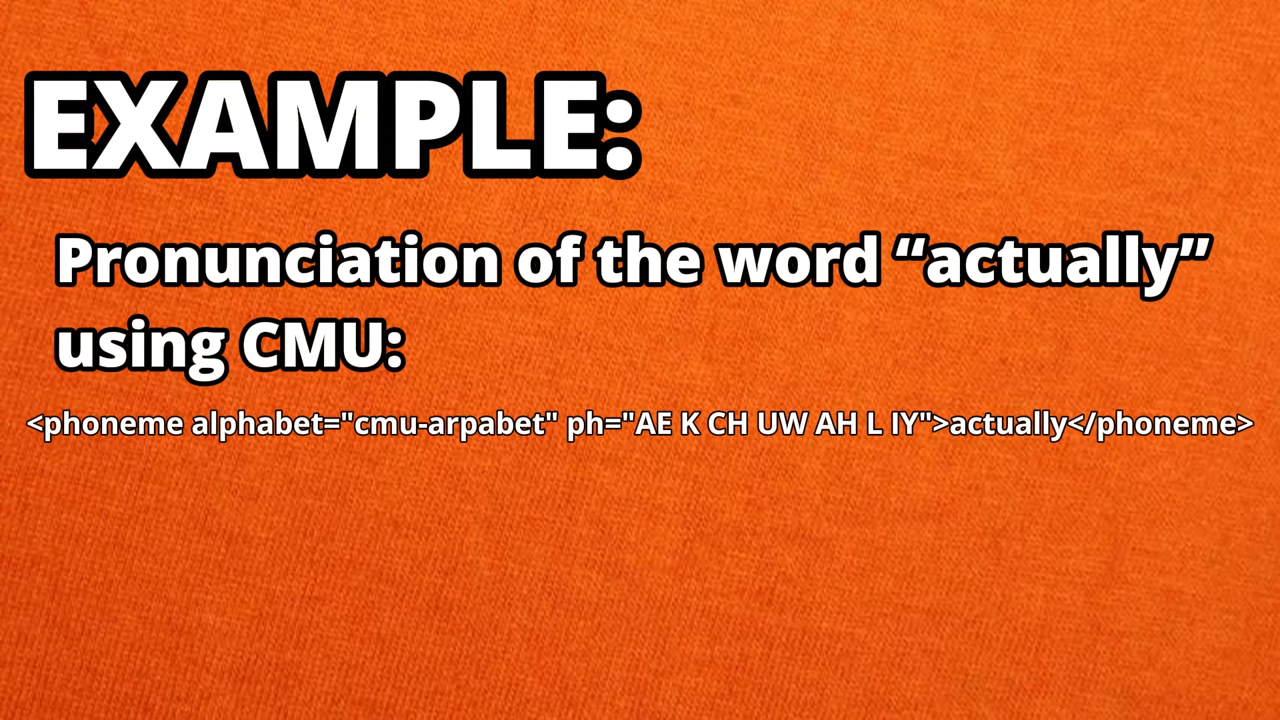 EXAMPLE:
Pronunciation of the word “actually”
using CMU:
<phoneme alphabet="cmu-arpabet" ph="AE K CH UW AH L IY">actually</phoneme>